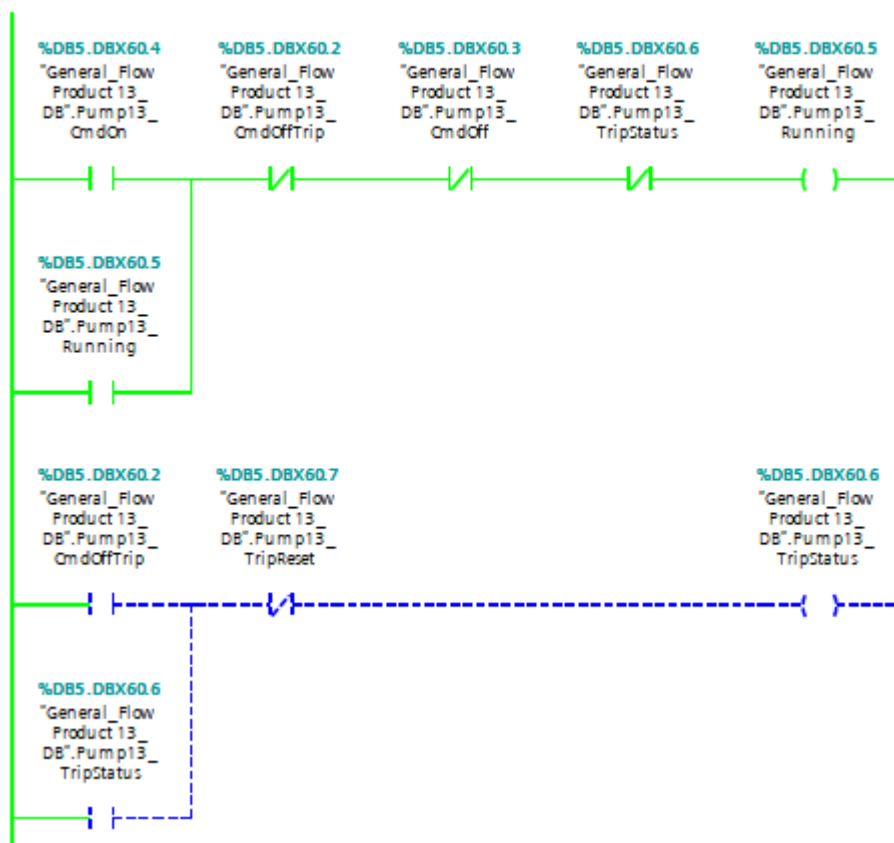 %DB5.DBX60.4
"General_Flow
Product 13_
DB".Pump13_
CmdOn
%DB5.DBX60.2
"General_Flow
Product 13_
DB".Pump13_
CmdOffTrip
%DB5.DBX60.3
"General_Flow
Product 13_
DB".Pump13_
CmdOff
%DB5.DBX60.6
"General_Flow
Product 13_
DB".Pump13_
TripStatus
%DB5.DBX60.5
"General_Flow
Product 13_
DB".Pump13_
Running
%DB5.DBX60.5
"General_Flow
Product 13_
DB".Pump13_
Running
%DB5.DBX60.2
"General_Flow
Product 13_
DB".Pump13_
CmdOffTrip
%DB5.DBX60.7
"General_Flow
Product 13_
DB".Pump13_
TripReset
%DB5.DBX60.6
"General_Flow
Product 13_
DB".Pump13_
TripStatus
%DB5.DBX60.6
"General_Flow
Product 13_
DB".Pump13_
TripStatus